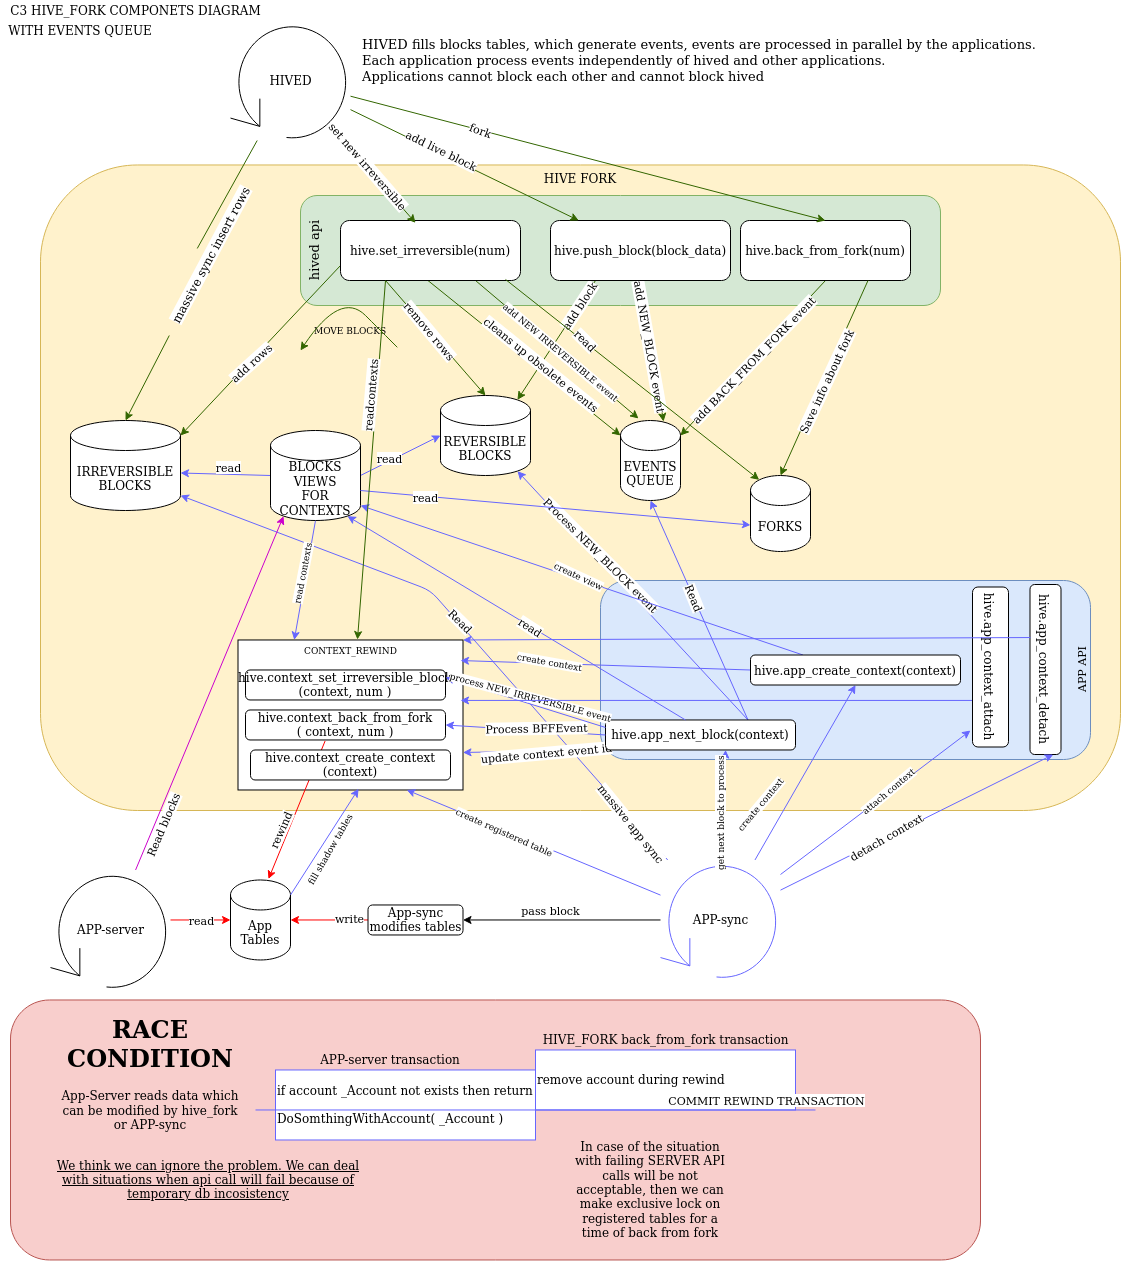 C3 HIVE_FORK COMPONETS DIAGRAM
WITH EVENTS QUEUE
HIVED
HIVED fills blocks tables, which generate events, events are processed in parallel by the applications.
Each application process events independently of hived and other applications.
Applications cannot block each other and cannot block hived
set new irreversible
add live block
fork
HIVE FORK
hived api
hive.set_irreversible(num)
hive.push_block(block_data)
hive.back_from_fork(num)
massive sync insert rows
MOVE BLOCKS
add rows
readcontexts
remove rows
cleans up obsolete events
add NEW IRREVERSIBLE event
read
add block
add NEW_BLOCK event
add BACK_FROM_FORK event
Save info about fork
IRREVERSIBLE
BLOCKS
read
BLOCKS
VIEWS
FOR
CONTEXTS
read
REVERSIBLE
BLOCKS
EVENTS
QUEUE
read
FORKS
read contexts
Process NEW_BLOCK event
create view
Read
Read
read
CONTEXT_REWIND
hive.context_set_irreversible_block
(context, num )
hive.context_back_from_fork
( context, num )
hive.context_create_context
(context)
create context
process NEW_IRREVERSIBLE event
Process BFFEvent
update context event id
hive.app_create_context(context)
hive.app_next_block(context)
hive.app_context_attach
hive.app_context_detach
APP API
Read blocks
rewind
fill shadow tables
create registered table
massive app sync
get next block to process
create context
attach context
detach context
APP-server
read
App
Tables
write
App-sync
modifies tables
pass block
APP-sync
RACE
CONDITION
App-Server reads data which
can be modified by hive_fork
or APP-sync
We think we can ignore the problem. We can deal
with situations when api call will fail because of
temporary db incosistency
APP-server transaction
if account _Account not exists then return
DoSomthingWithAccount( _Account )
HIVE_FORK back_from_fork transaction
remove account during rewind
COMMIT REWIND TRANSACTION
In case of the situation
with failing SERVER API
calls will be not
acceptable, then we can
make exclusive lock on
registered tables for a
time of back from fork